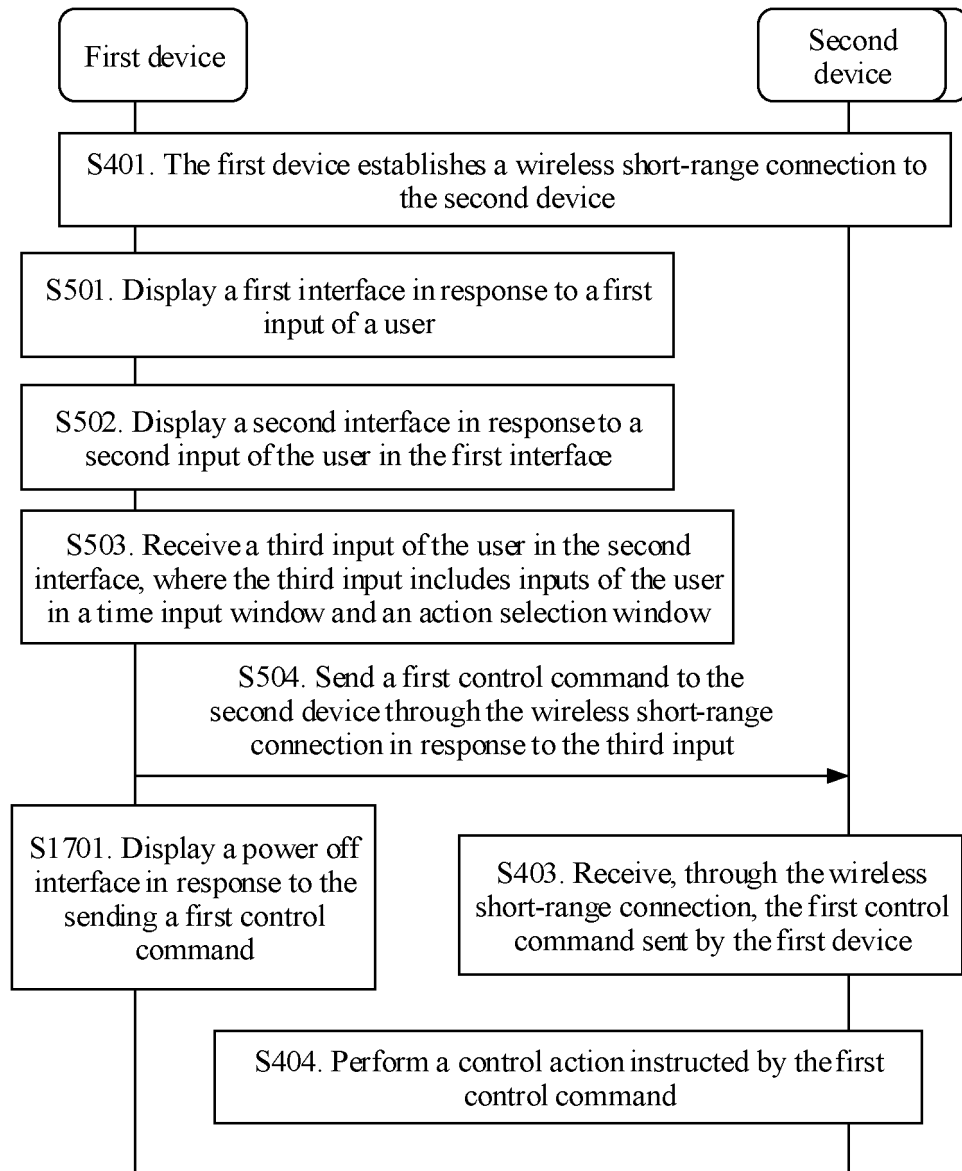 First device
Second
device
S401. The first device establishes a wireless short-range connection to
the second device
S501. Display a first interface in response to a first
input of a user
S502. Display a second interface in response to a
second input of the user in the first interface
S503. Receive a third input of the user in the second
interface, where the third input includes inputs of the user
in a time input window and an action selection window
S504. Send a first control command to the
second device through the wireless short-range
connection in response to the third input
S1701. Display a power off
interface in response to the
sending a first control
command
S403. Receive, through the wireless
short-range connection, the first control
command sent by the first device
S404. Perform a control action instructed by the first
control command